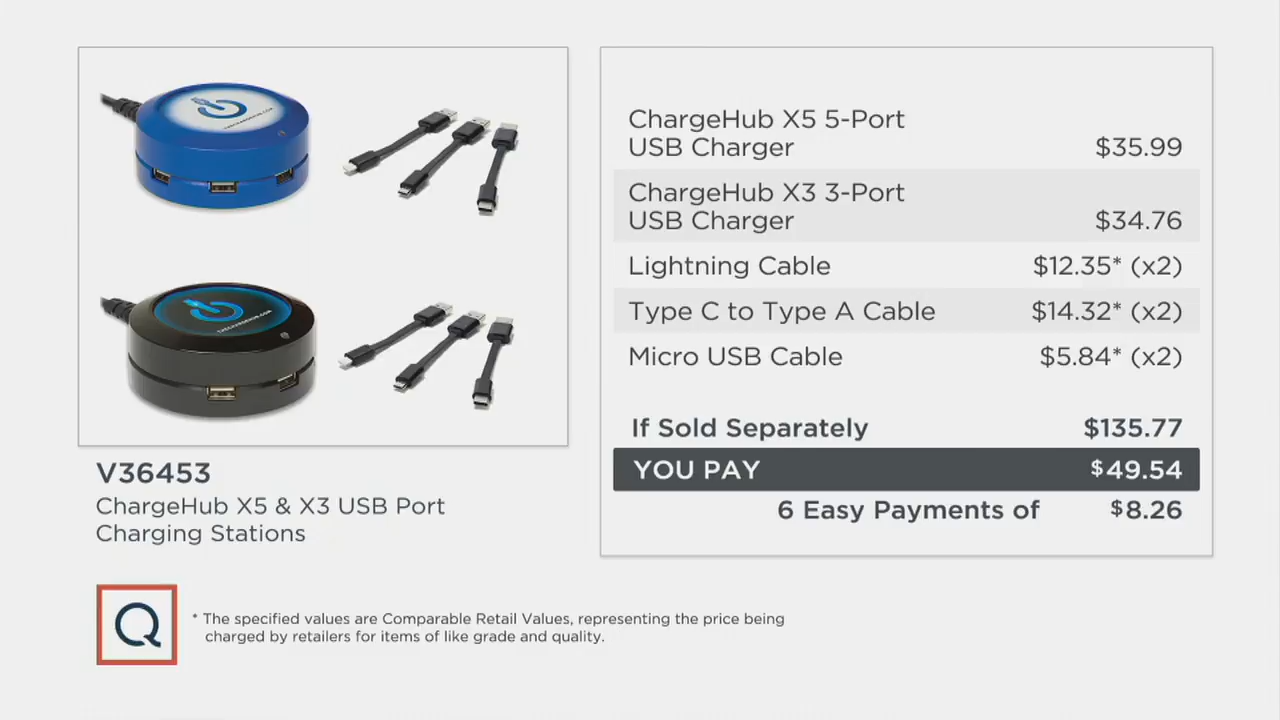 ChargeHub X5 5-Port
USB Charger $35.99
ChargeHub X3 3-Port
USB Charger $34.76
Lightning Cable $12.35* (x2)
Type C to Type A Cable $14.32* (x2)
Micro USB Cable $5.84* (x2)
If Sold Separately $135.77
YOU PAY $49.54
6 Easy Payments of $8.26
V36453
ChargeHub X5 & X3 USB Port
Charging Stations
Q
* The specified values are Comparable Retail Values, representing the price being
charged by retailers for items of like grade and quality.